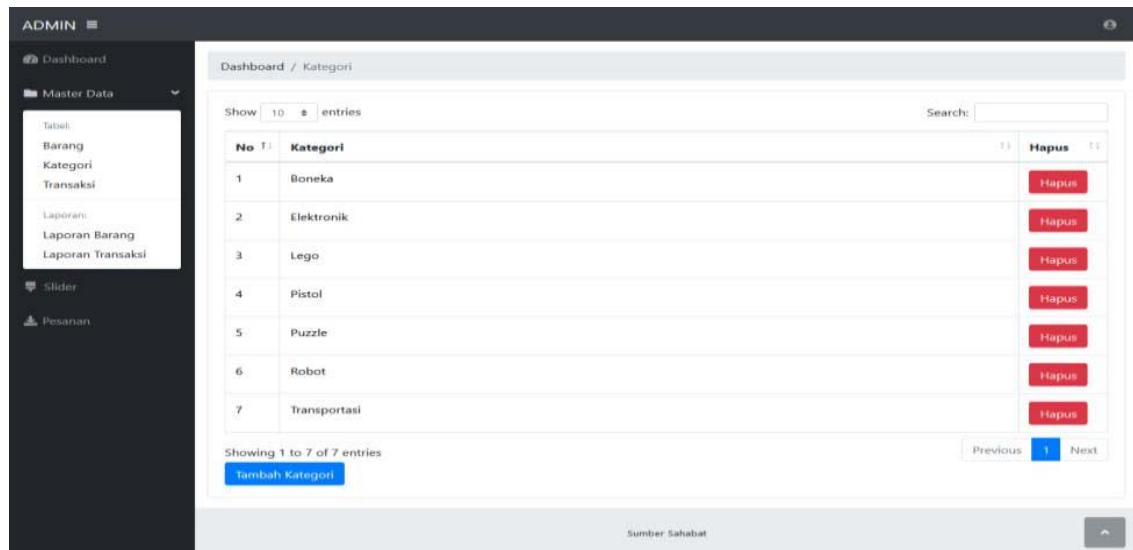 ADMIN
Dashboard
Master Data
Tabel:
Barang
Kategori
Transaksi
Laporan:
Laporan Barang
Laporan Transaksi
Slider
Pesanan
Dashboard / Kategori
Show 10 entries Search:
No Kategori Hapus
1 Boneka Hapus
2 Elektronik Hapus
3 Lego Hapus
4 Pistol Hapus
5 Puzzle Hapus
6 Robot Hapus
7 Transportasi Hapus
Showing 1 to 7 of 7 entries Previous 1 Next
Tambah Kategori
Sumber Sahabat